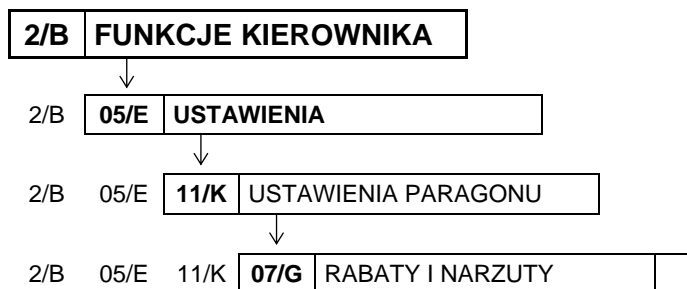 2/B FUNKCJE KIEROWNIKA
2/B 05/E USTAWIENIA
2/B 05/E 11/K USTAWIENIA PARAGONU
2/B 05/E 11/K 07/G RABATY I NARZUTY